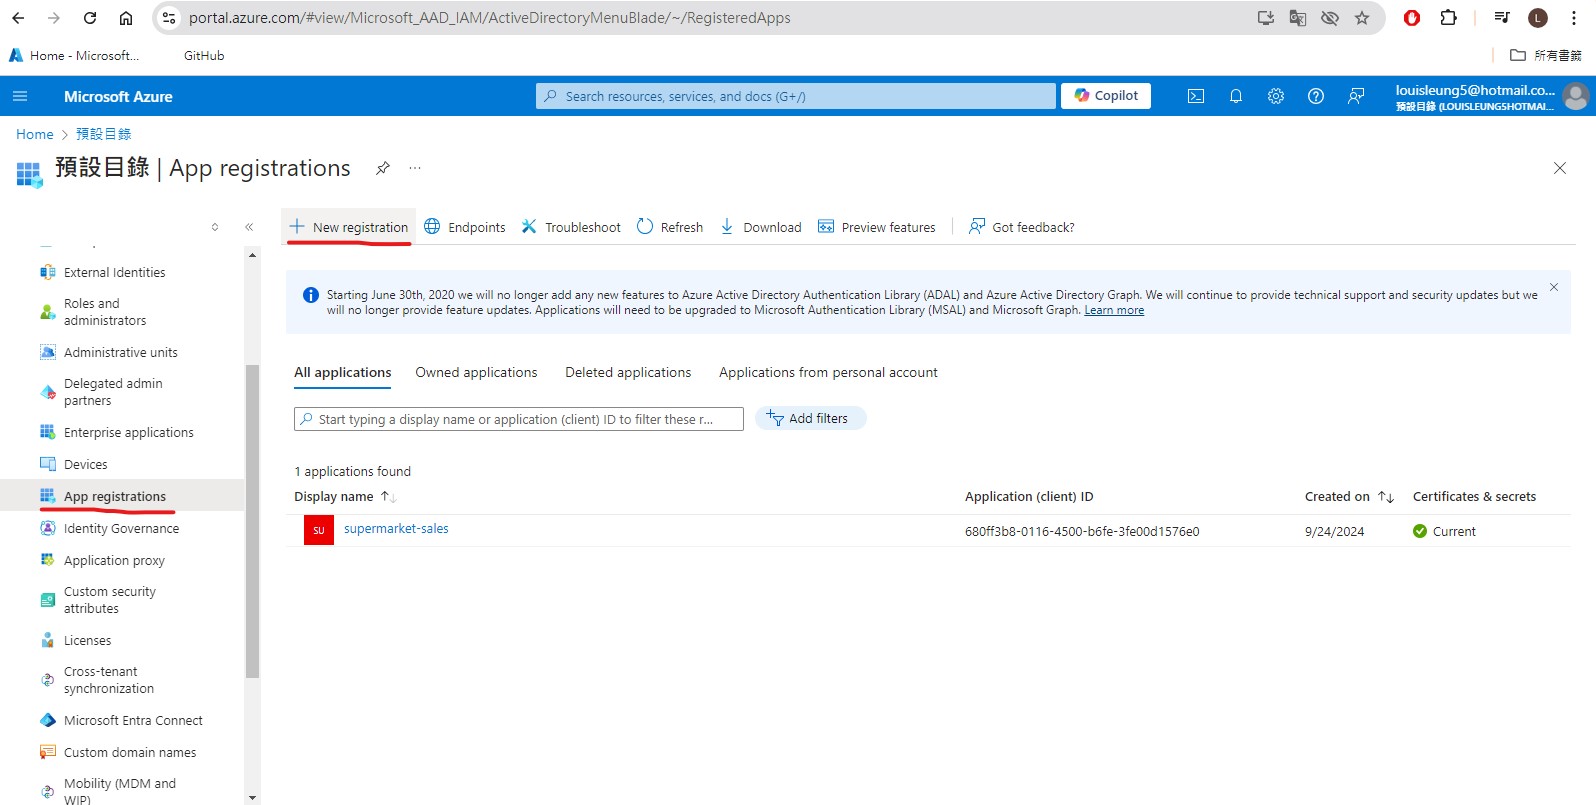 portal.azure.com/#view/Microsoft_AAD_IAM/ActiveDirectoryMenuBlade/~/RegisteredApps
L
Home - Microsoft...
GitHub
所有書籤
Microsoft Azure
Search resources, services, and docs (G+/)
Copilot
louisleung5@hotmail.co...
預設目錄 (LOUISLEUNG5HOTMAI...
Home > 預設目錄
預設目錄 | App registrations
New registration
Endpoints
Troubleshoot
Refresh
Download
Preview features
Got feedback?
External Identities
Roles and
administrators
Administrative units
Delegated admin
partners
Enterprise applications
Devices
App registrations
Identity Governance
Application proxy
Custom security
attributes
Licenses
Cross-tenant
synchronization
Microsoft Entra Connect
Custom domain names
Mobility (MDM and
WIP)
Starting June 30th, 2020 we will no longer add any new features to Azure Active Directory Authentication Library (ADAL) and Azure Active Directory Graph. We will continue to provide technical support and security updates but we
will no longer provide feature updates. Applications will need to be upgraded to Microsoft Authentication Library (MSAL) and Microsoft Graph. Learn more
All applications
Owned applications
Deleted applications
Applications from personal account
Start typing a display name or application (client) ID to filter these r...
Add filters
1 applications found
Display name
Application (client) ID
Created on
Certificates & secrets
SU
supermarket-sales
680ff3b8-0116-4500-b6fe-3fe00d1576e0
9/24/2024
Current